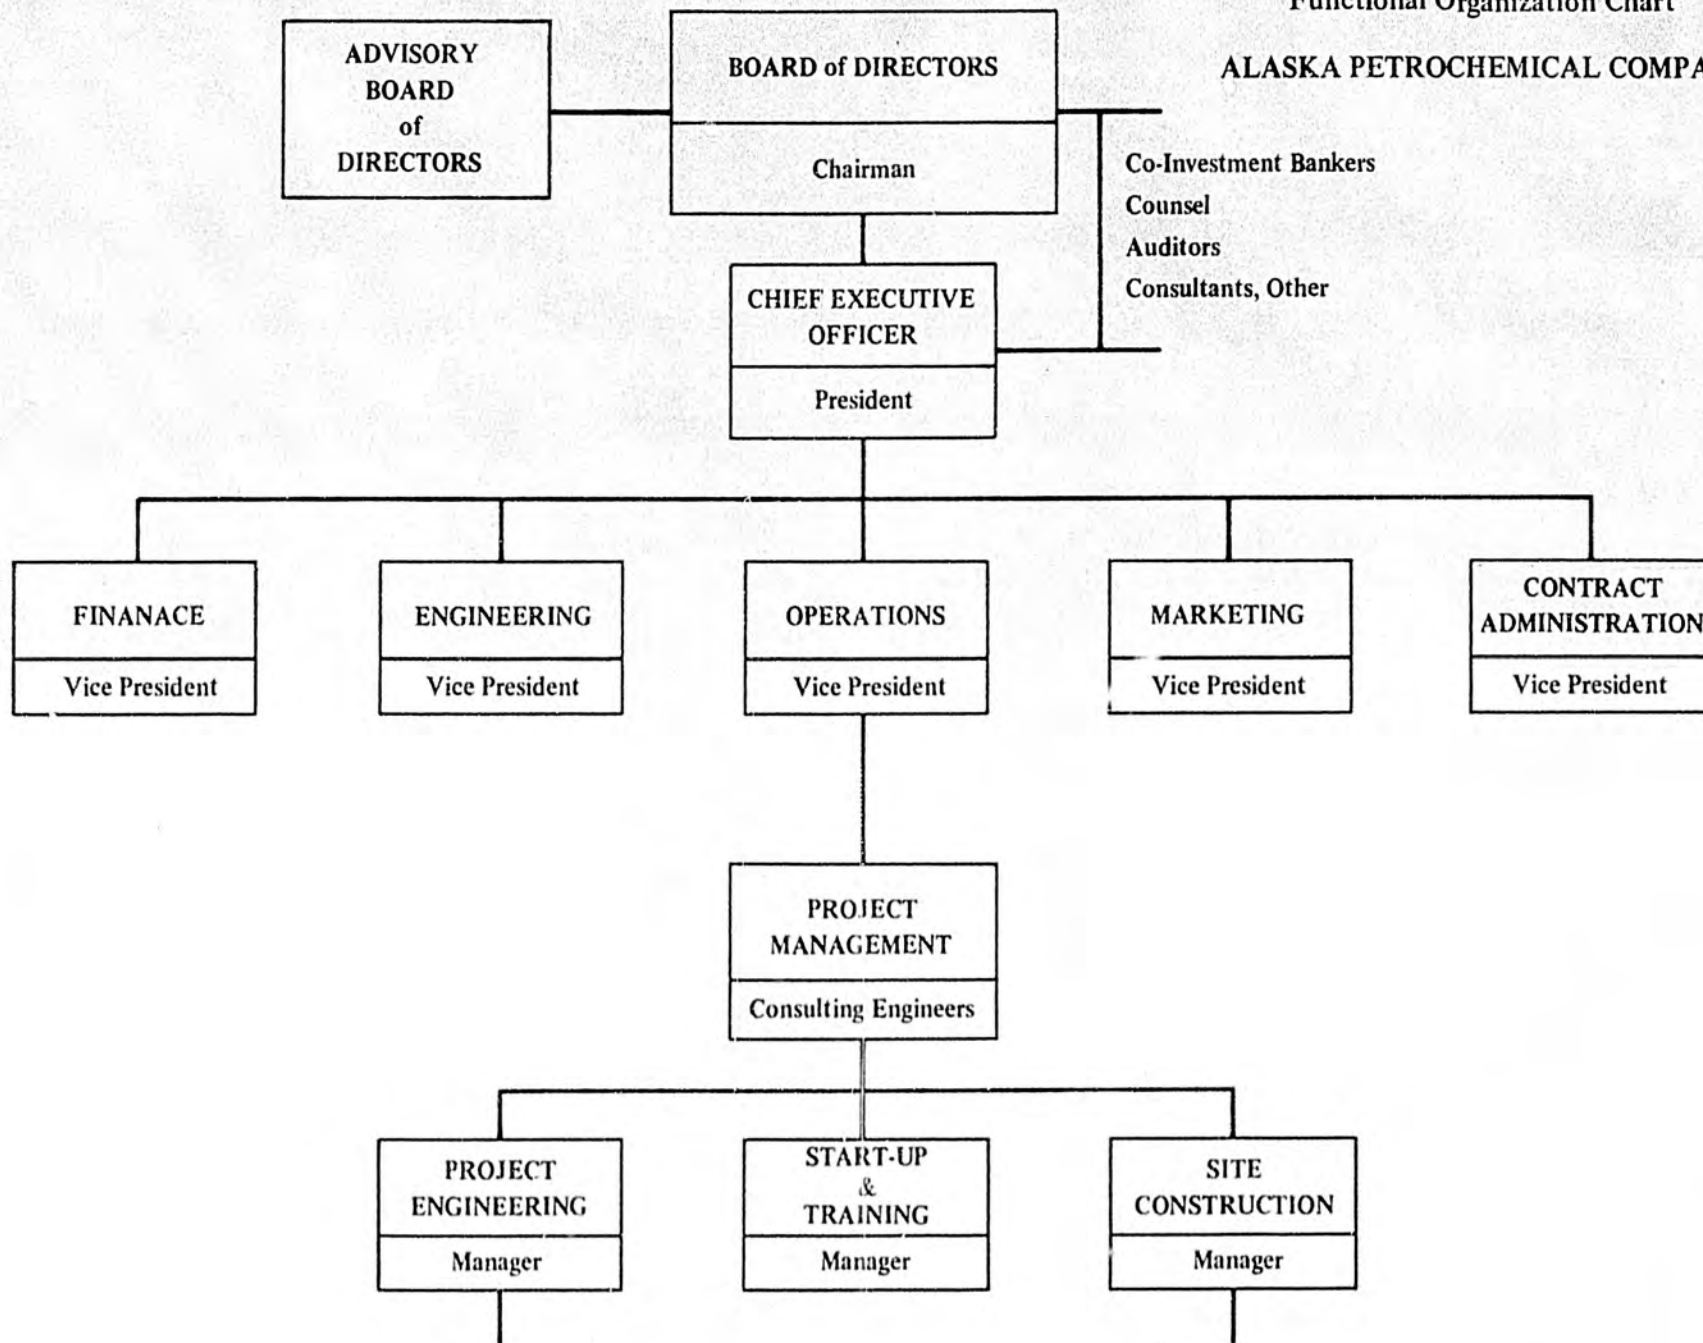 Functional Organization Chart
ALASKA PETROCHEMICAL COMPA
ADVISORY
BOARD
of
DIRECTORS
BOARD of DIRECTORS
Chairman
Co-Investment Bankers
Counsel
Auditors
Consultants, Other
CHIEF EXECUTIVE
OFFICER
President
FINANACE
Vice President
ENGINEERING
Vice President
OPERATIONS
Vice President
MARKETING
Vice President
CONTRACT
ADMINISTRATION
Vice President
PROJECT
MANAGEMENT
Consulting Engineers
PROJECT
ENGINEERING
Manager
START-UP
&
TRAINING
Manager
SITE
CONSTRUCTION
Manager